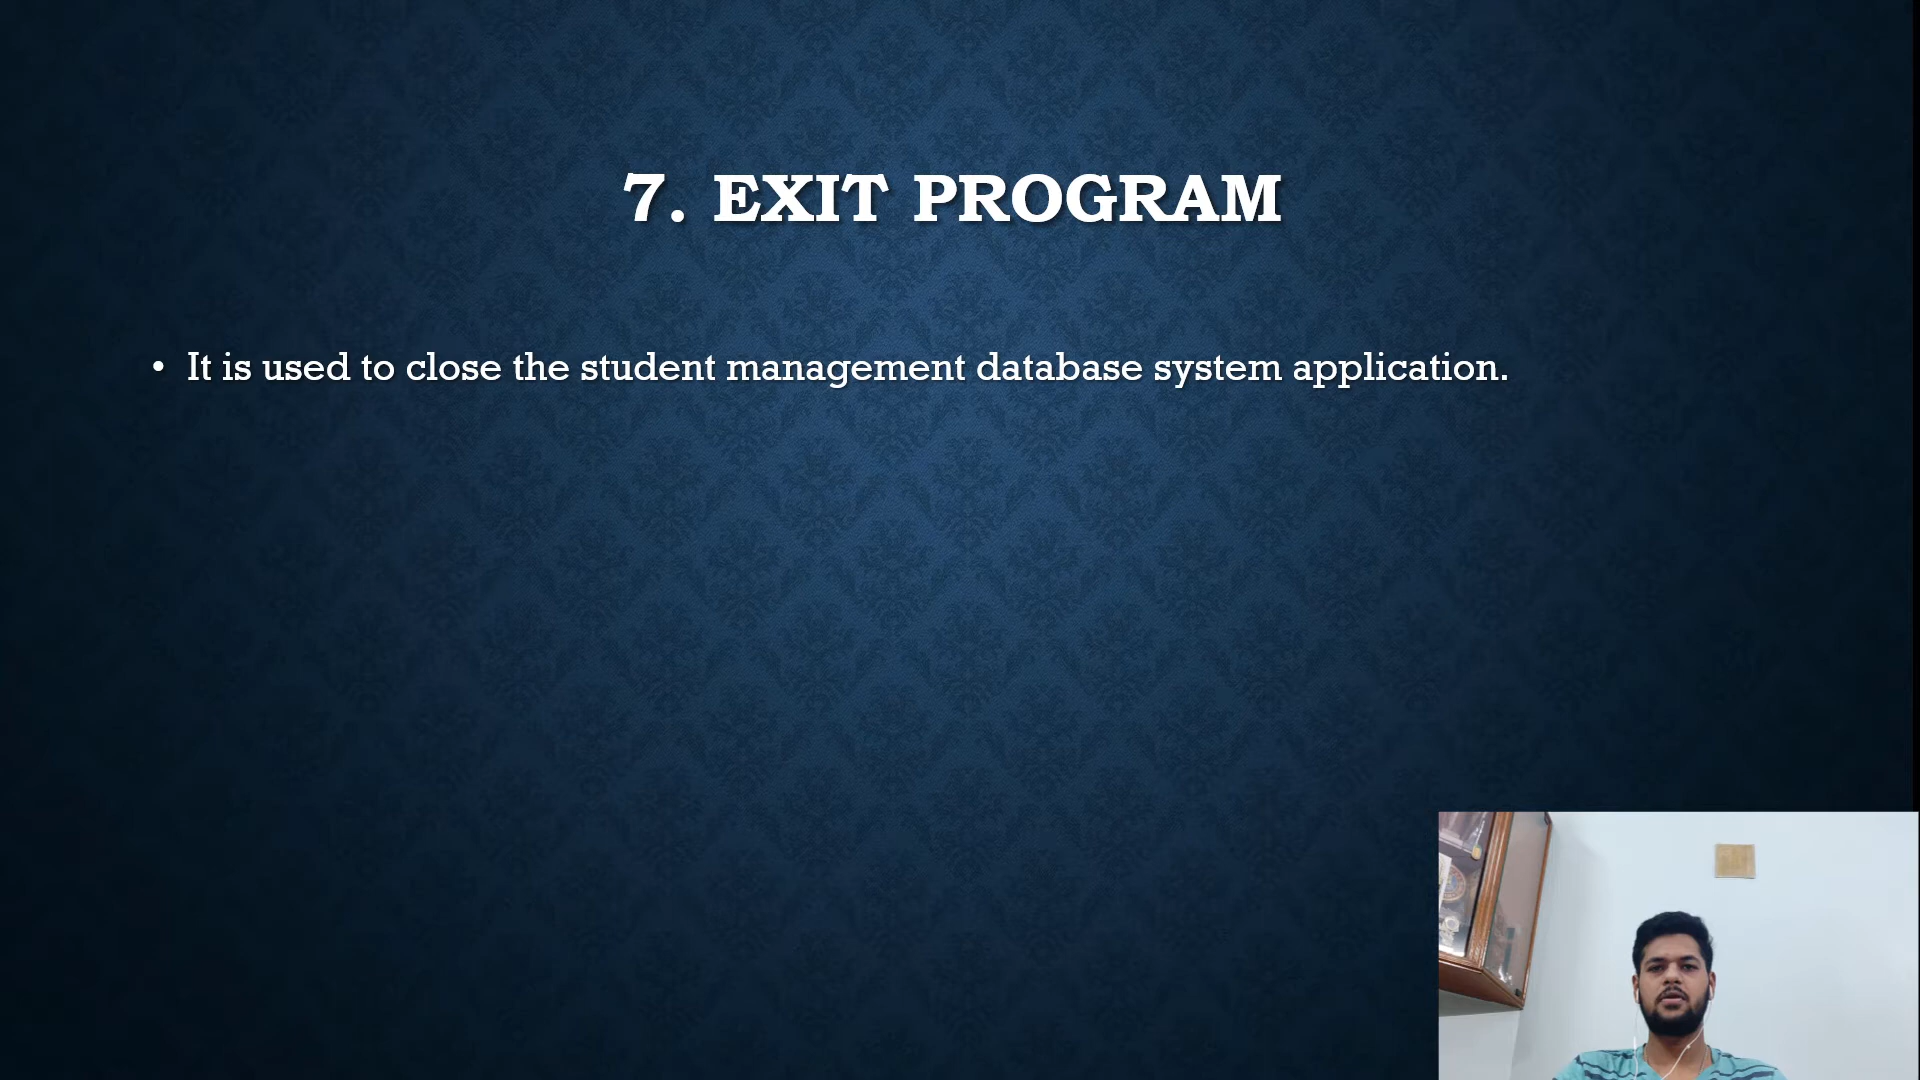 7. EXIT PROGRAM
• It is used to close the student management database system application.